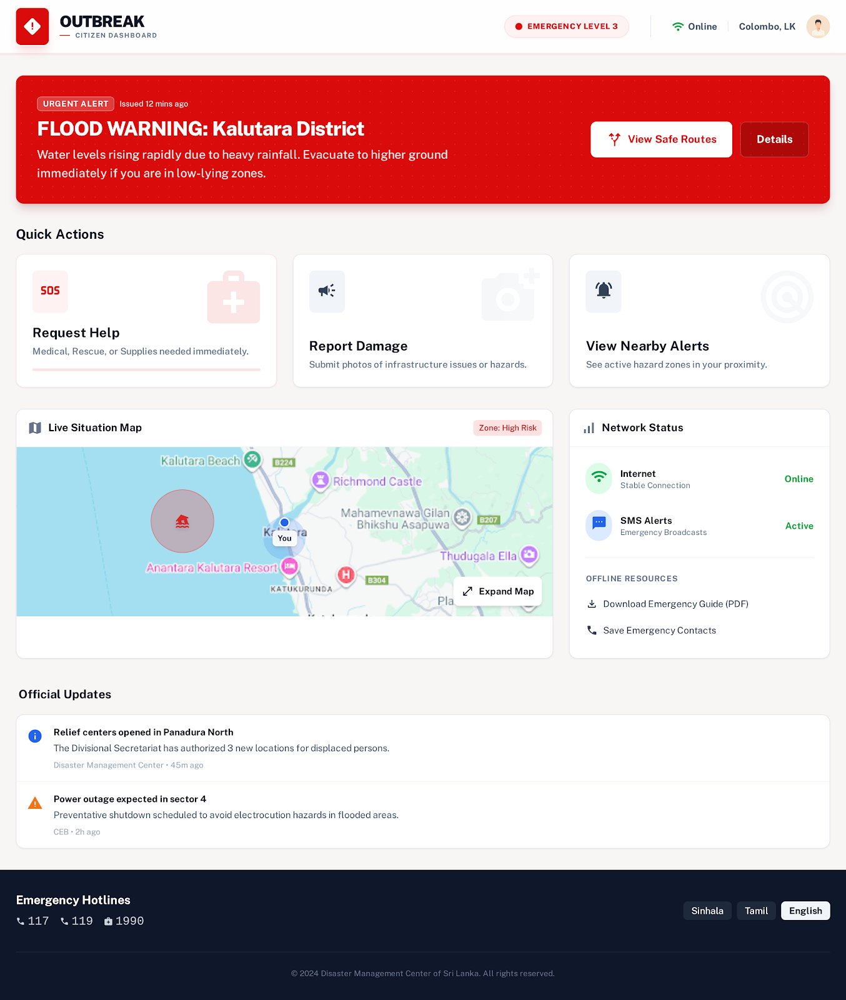 OUTBREAK
CITIZEN DASHBOARD
EMERGENCY LEVEL 3
Online
Colombo, LK
URGENT ALERT Issued 12 mins ago
FLOOD WARNING: Kalutara District
Water levels rising rapidly due to heavy rainfall. Evacuate to higher ground
immediately if you are in low-lying zones.
View Safe Routes
Details
Quick Actions
SOS
Request Help
Medical, Rescue, or Supplies needed immediately.
Report Damage
Submit photos of infrastructure issues or hazards.
View Nearby Alerts
See active hazard zones in your proximity.
Live Situation Map
Zone: High Risk
Kalutara Beach
B224
Richmond Castle
Mahamevnawa Gilan
Bhikshu Asapuwa
B207
You
Thudugala Ella
Anantara Kalutara Resort
H
B304
KATUKURUNDA
Expand Map
Network Status
Internet
Stable Connection
Online
SMS Alerts
Emergency Broadcasts
Active
OFFLINE RESOURCES
Download Emergency Guide (PDF)
Save Emergency Contacts
Official Updates
Relief centers opened in Panadura North
The Divisional Secretariat has authorized 3 new locations for displaced persons.
Disaster Management Center • 45m ago
Power outage expected in sector 4
Preventative shutdown scheduled to avoid electrocution hazards in flooded areas.
CEB • 2h ago
Emergency Hotlines
117 119 1990
Sinhala
Tamil
English
© 2024 Disaster Management Center of Sri Lanka. All rights reserved.